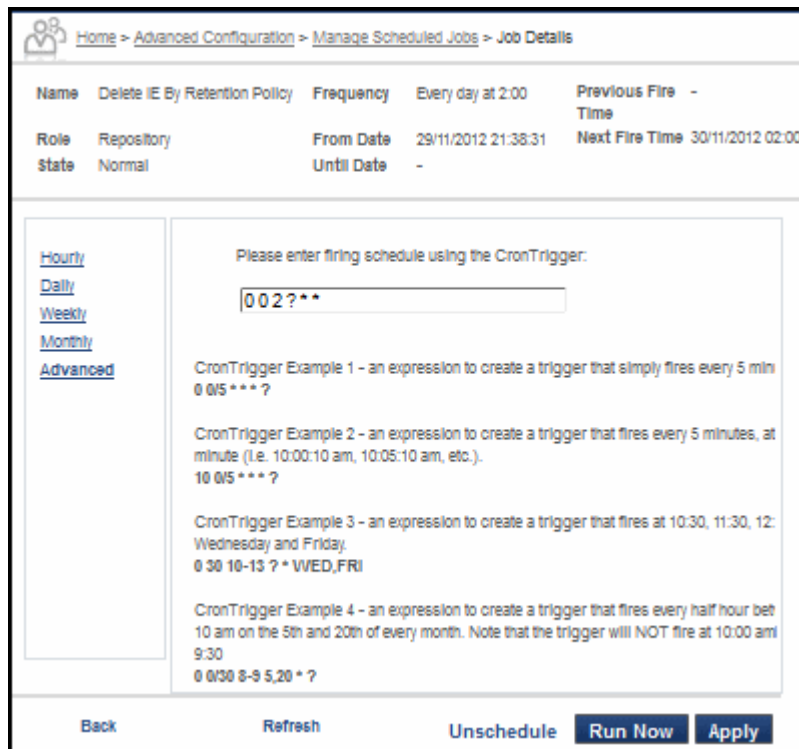 Home > Advanced Configuration > Manage Scheduled Jobs > Job Details
Name Delete IE By Retention Policy Frequency Every day at 2:00 Previous Fire Time -
Role Repository From Date 29/11/2012 21:38:31 Next Fire Time 30/11/2012 02:00
State Normal Until Date -
Hourly
Daily
Weekly
Monthly
Advanced
Please enter firing schedule using the CronTrigger:
0 0 2 ? * *
CronTrigger Example 1 - an expression to create a trigger that simply fires every 5 min
0 0/5 * * * ?
CronTrigger Example 2 - an expression to create a trigger that fires every 5 minutes, at
minute (i.e. 10:00:10 am, 10:05:10 am, etc.).
10 0/5 * * * ?
CronTrigger Example 3 - an expression to create a trigger that fires at 10:30, 11:30, 12:
Wednesday and Friday.
0 30 10-13 ? * WED,FRI
CronTrigger Example 4 - an expression to create a trigger that fires every half hour bet
10 am on the 5th and 20th of every month. Note that the trigger will NOT fire at 10:00 am
9:30
0 0/30 8-9 5,20 * ?
Back Refresh Unschedule Run Now Apply